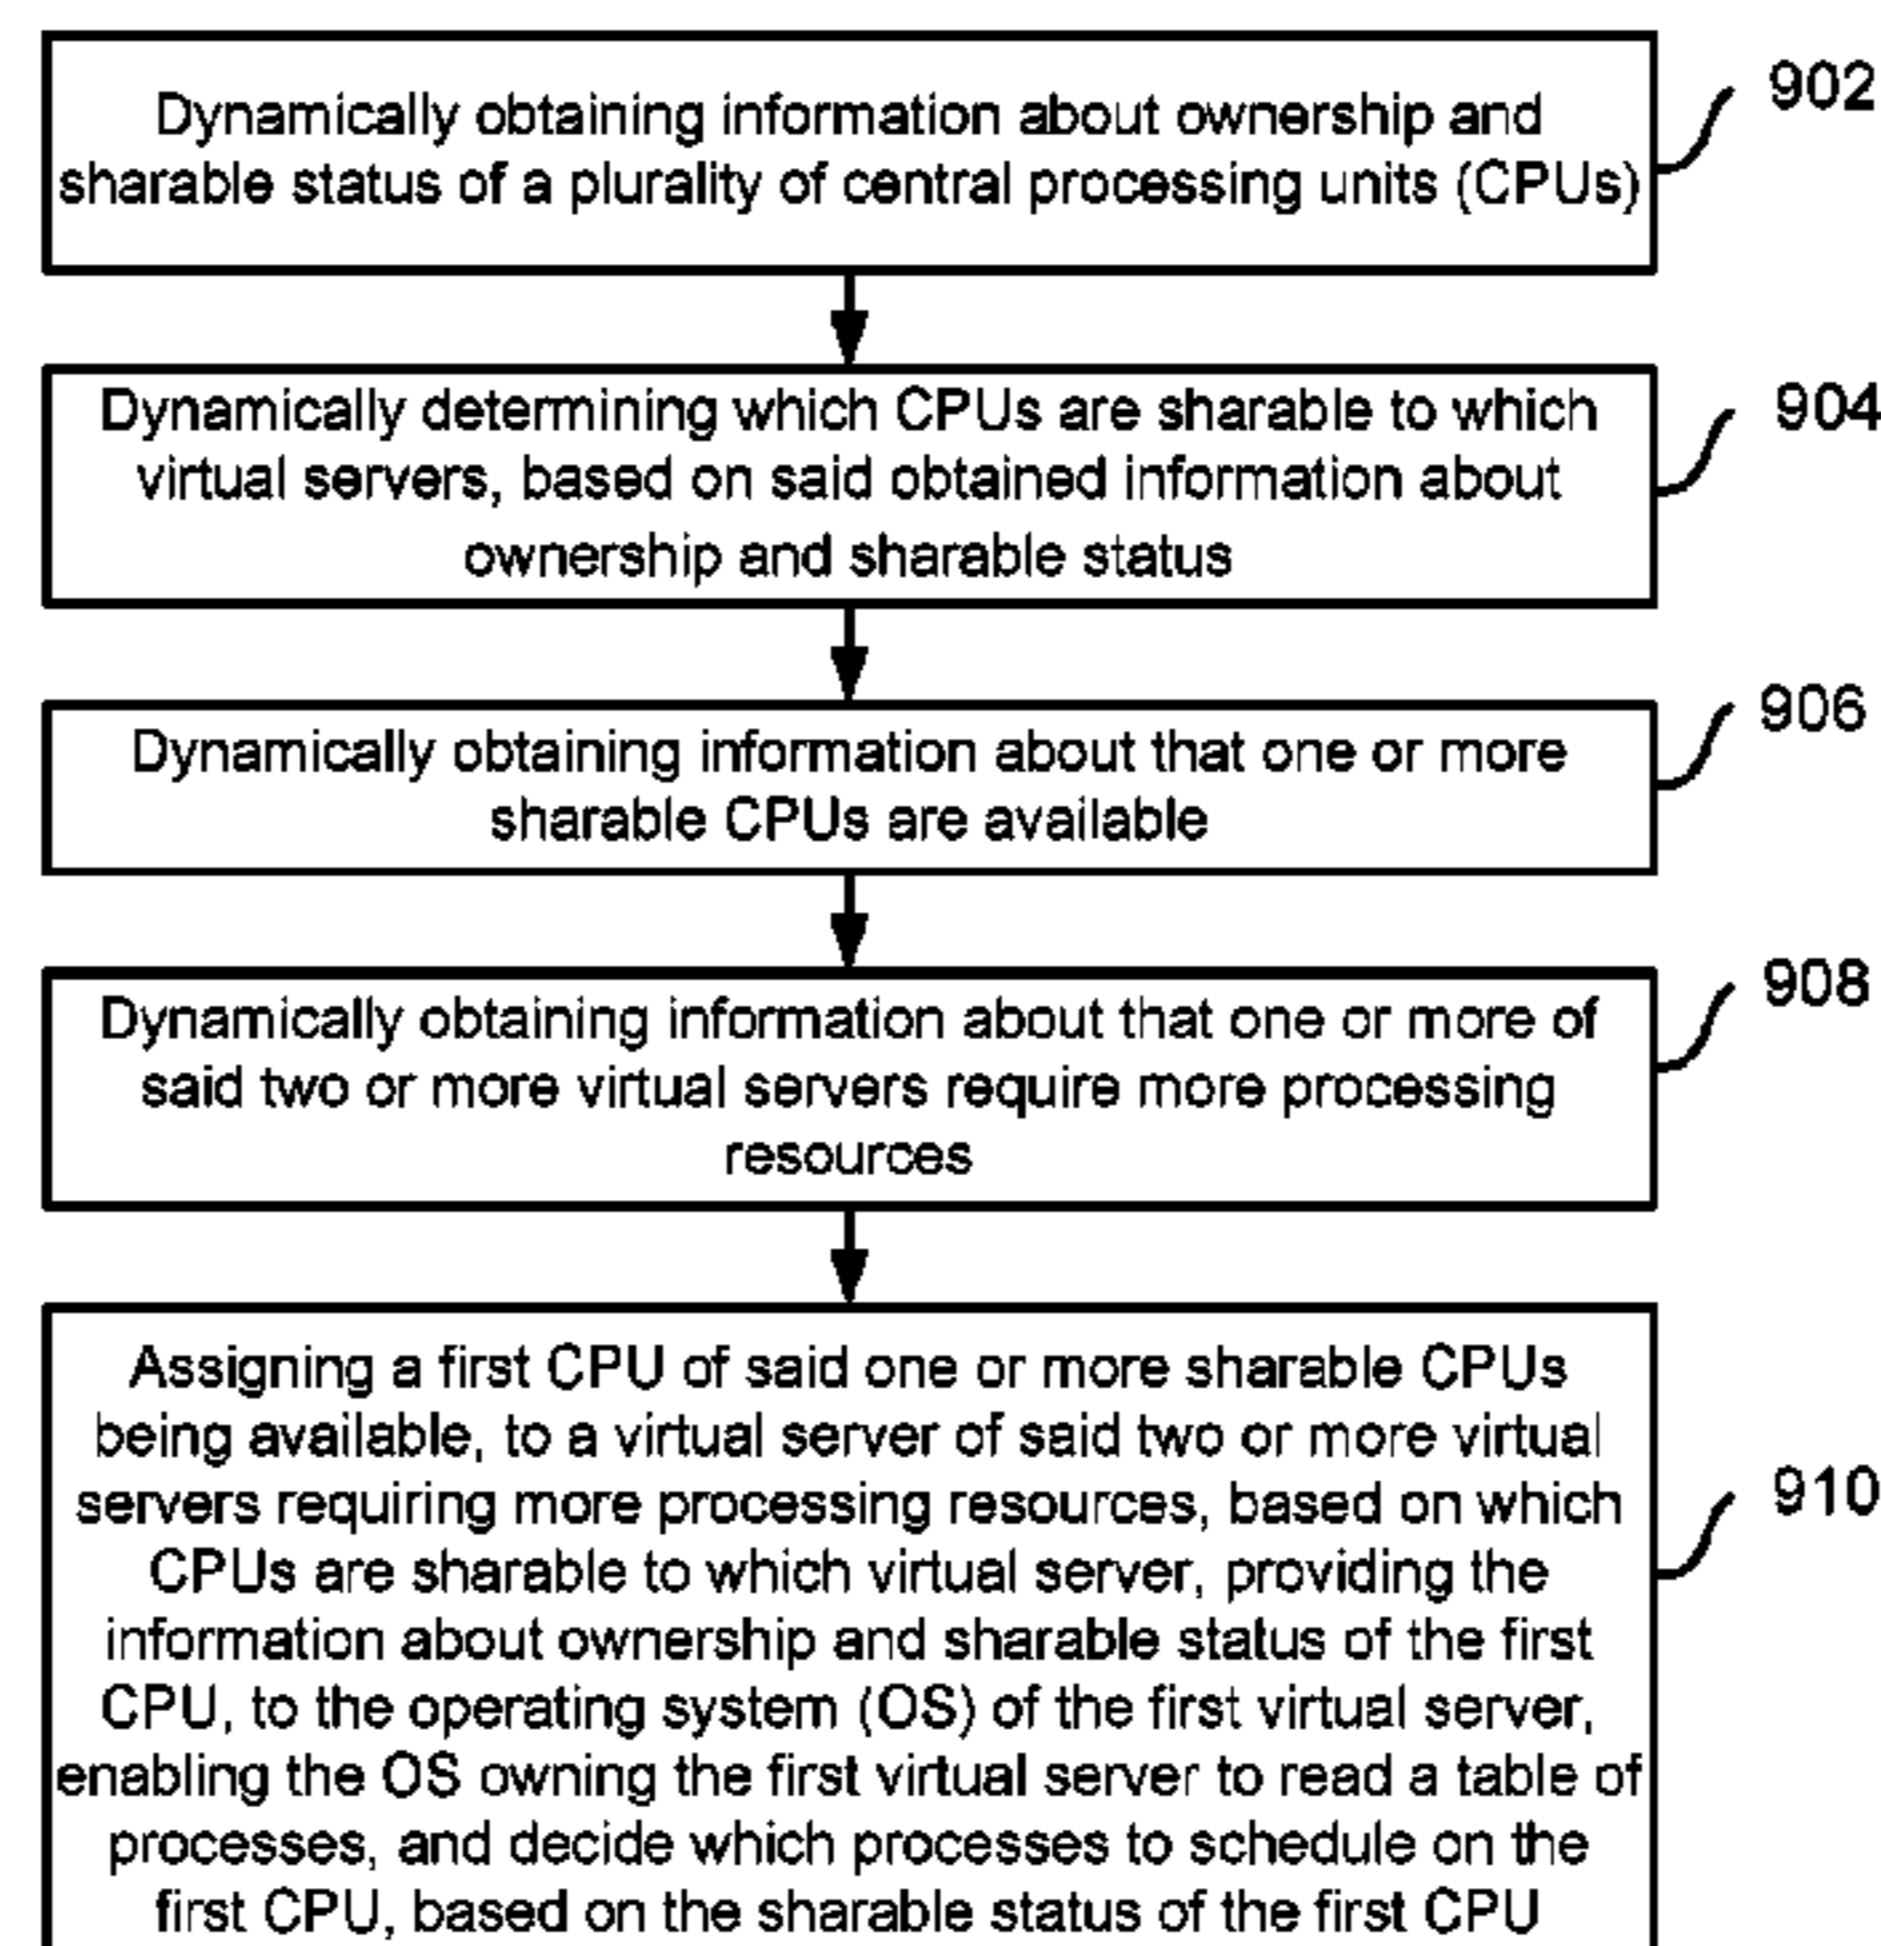 Dynamically obtaining information about ownership and
sharable status of a plurality of central processing units (CPUs)
902
Dynamically determining which CPUs are sharable to which
virtual servers, based on said obtained information about
ownership and sharable status
904
Dynamically obtaining information about that one or more
sharable CPUs are available
906
Dynamically obtaining information about that one or more of
said two or more virtual servers require more processing
resources
908
Assigning a first CPU of said one or more sharable CPUs
being available, to a virtual server of said two or more virtual
servers requiring more processing resources, based on which
CPUs are sharable to which virtual server, providing the
information about ownership and sharable status of the first
CPU, to the operating system (OS) of the first virtual server,
enabling the OS owning the first virtual server to read a table of
processes, and decide which processes to schedule on the
first CPU, based on the sharable status of the first CPU
910